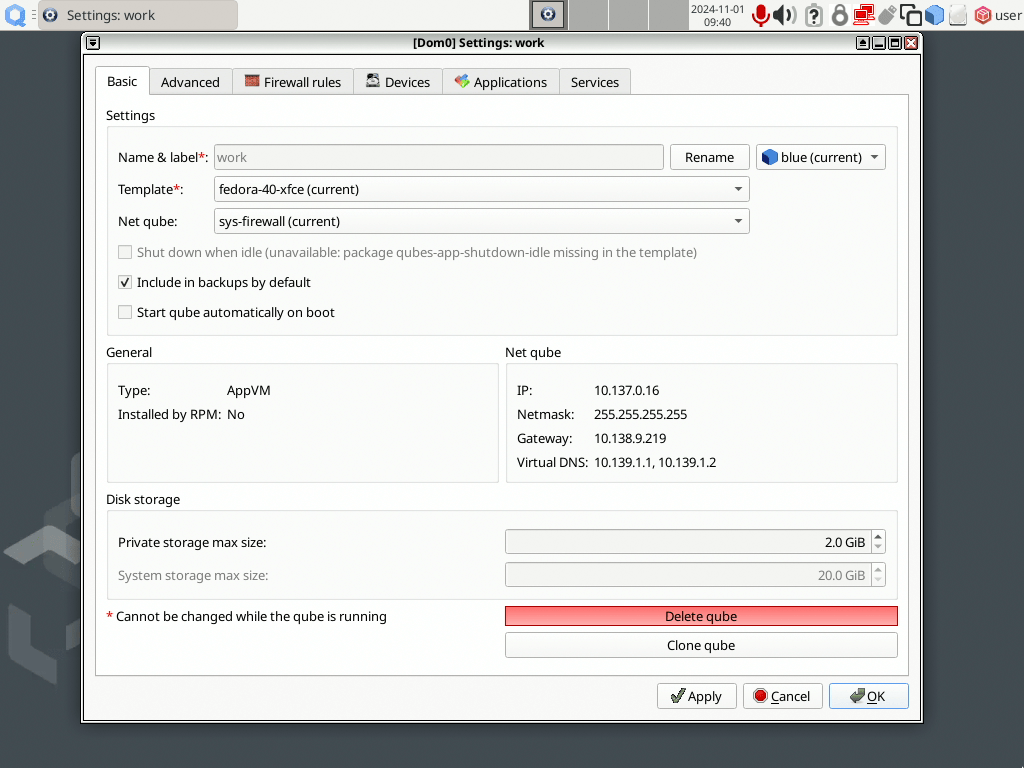 Settings: work
2024-11-01
09:40
user
[Dom0] Settings: work
Basic
Advanced
Firewall rules
Devices
Applications
Services
Settings
Name & label*:
work
Rename
blue (current)
Template*:
fedora-40-xfce (current)
Net qube:
sys-firewall (current)
Shut down when idle (unavailable: package qubes-app-shutdown-idle missing in the template)
Include in backups by default
Start qube automatically on boot
General
Type: AppVM
Installed by RPM: No
Net qube
IP: 10.137.0.16
Netmask: 255.255.255.255
Gateway: 10.138.9.219
Virtual DNS: 10.139.1.1, 10.139.1.2
Disk storage
Private storage max size: 2.0 GiB
System storage max size: 20.0 GiB
* Cannot be changed while the qube is running
Delete qube
Clone qube
Apply
Cancel
OK